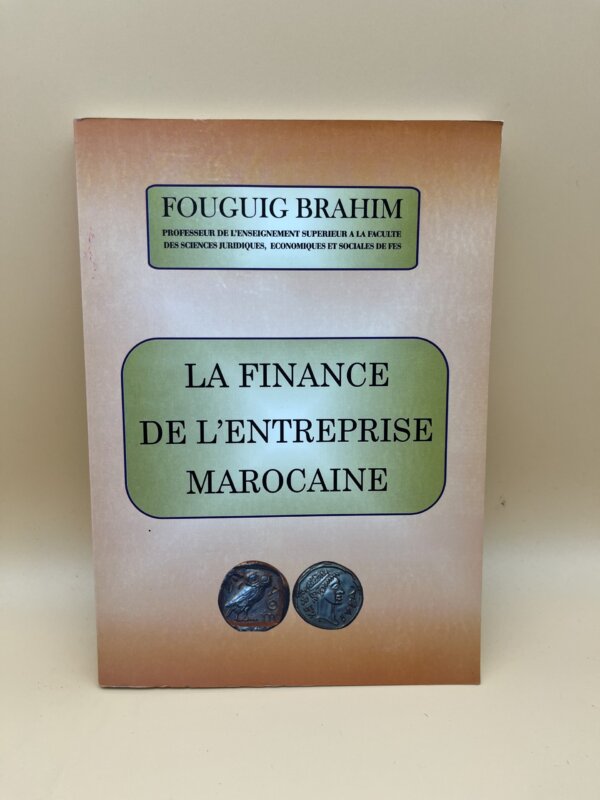 FOUGUIG BRAHIM
PROFESSEUR DE L'ENSEIGNEMENT SUPERIEUR A LA FACULTE
DES SCIENCES JURIDIQUES, ECONOMIQUES ET SOCIALES DE FES
LA FINANCE
DE L'ENTREPRISE
MAROCAINE